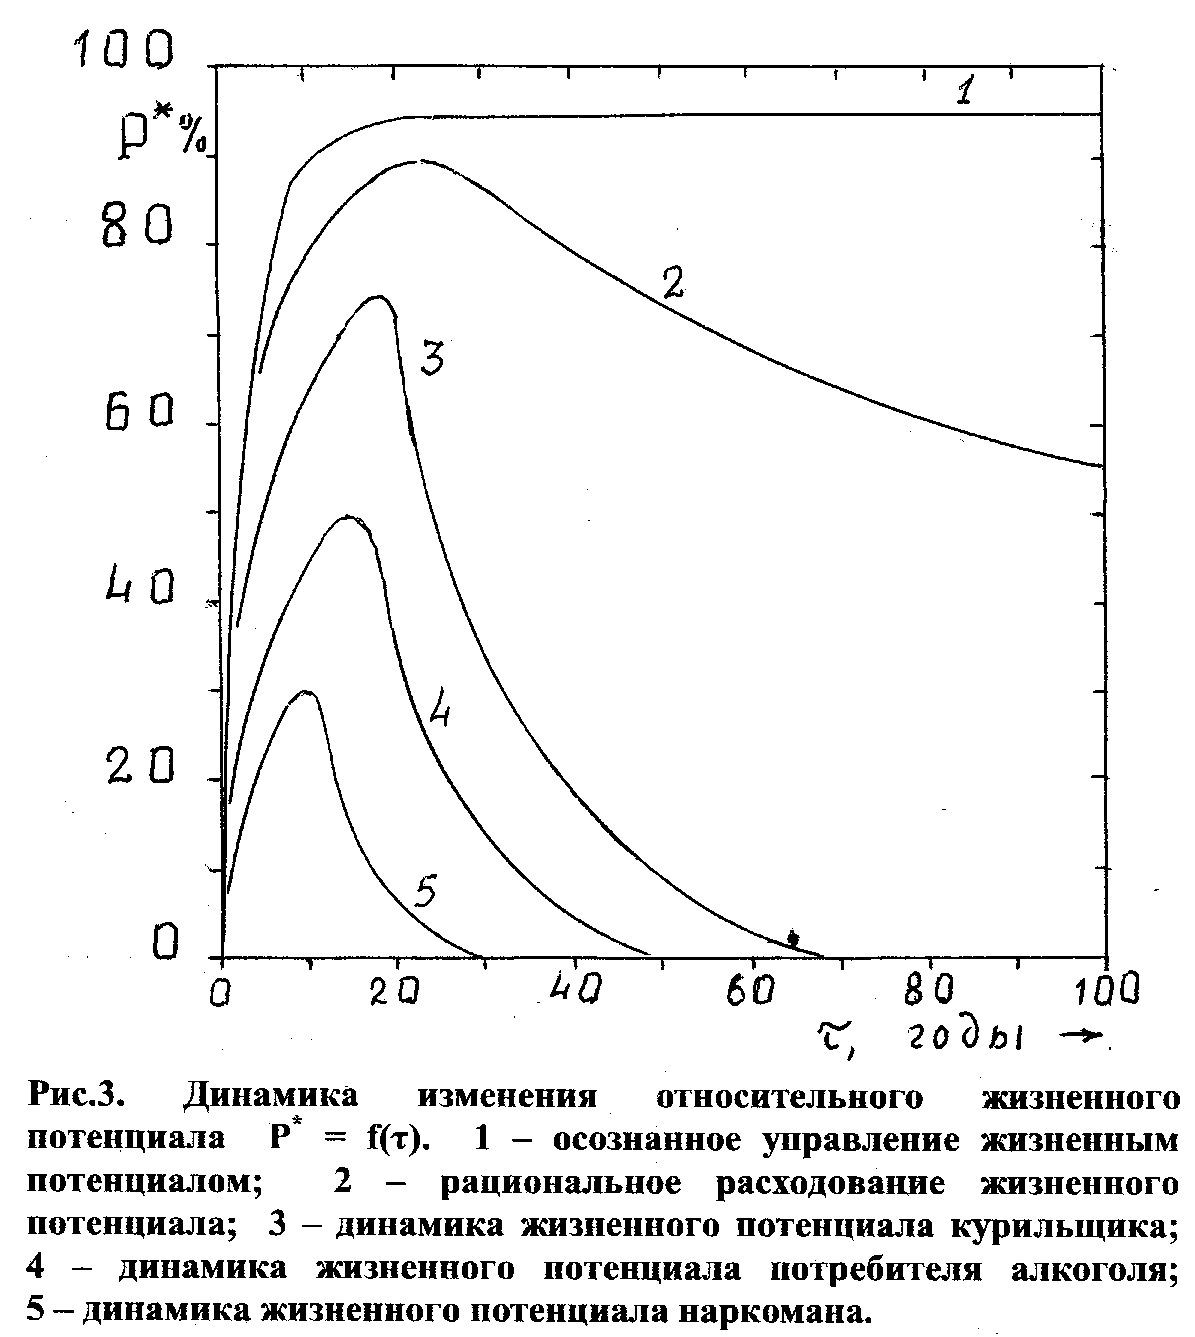 100
P*%
80
60
40
20
0
1
2
3
4
5
0 20 40 60 80 100
τ, годы →
Рис.3. Динамика изменения относительного жизненного
потенциала P* = f(τ). 1 – осознанное управление жизненным
потенциалом; 2 – рациональное расходование жизненного
потенциала; 3 – динамика жизненного потенциала курильщика;
4 – динамика жизненного потенциала потребителя алкоголя;
5 – динамика жизненного потенциала наркомана.